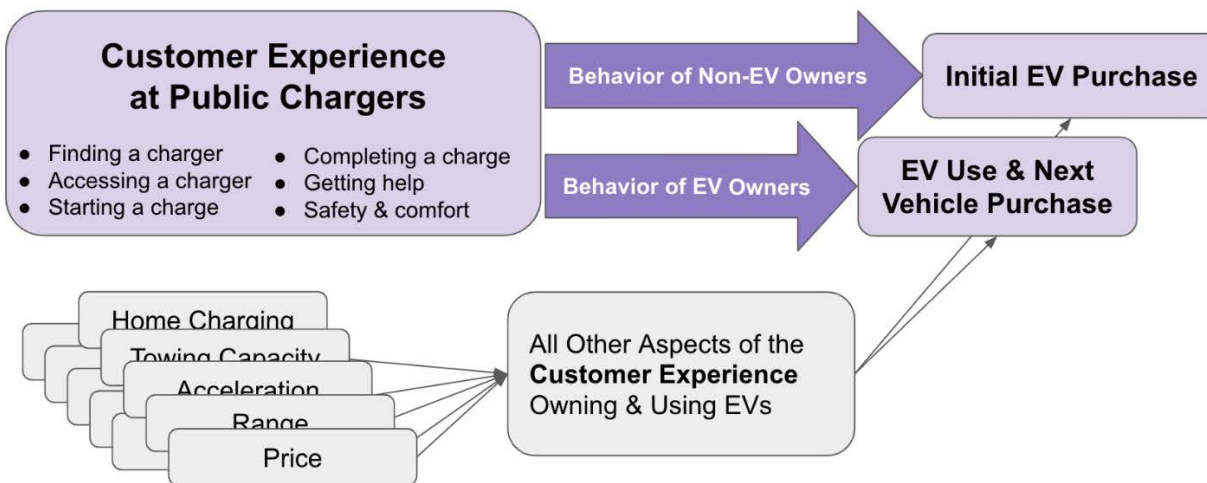 Customer Experience
at Public Chargers
● Finding a charger
● Accessing a charger
● Starting a charge
● Completing a charge
● Getting help
● Safety & comfort
Behavior of Non-EV Owners
Behavior of EV Owners
Initial EV Purchase
EV Use & Next
Vehicle Purchase
Home Charging
Towing Capacity
Acceleration
Range
Price
All Other Aspects of the
Customer Experience
Owning & Using EVs